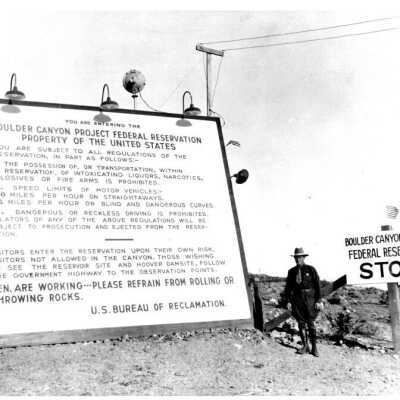 YOU ARE ENTERING THE
BOULDER CANYON PROJECT FEDERAL RESERVATION
PROPERTY OF THE UNITED STATES
YOU ARE SUBJECT TO ALL REGULATIONS OF THE
RESERVATION, IN PART AS FOLLOWS:-
THE POSSESSION OF, OR TRANSPORTATION, WITHIN
RESERVATION, OF INTOXICATING LIQUORS, NARCOTICS,
EXPLOSIVES OR FIRE ARMS IS PROHIBITED.
SPEED LIMITS OF MOTOR VEHICLES:-
MILES PER HOUR ON STRAIGHTAWAYS.
MILES PER HOUR ON BLIND AND DANGEROUS CURVES.
DANGEROUS OR RECKLESS DRIVING IS PROHIBITED.
VIOLATORS OF ANY OF THE ABOVE REGULATIONS WILL BE
SUBJECT TO PROSECUTION AND EJECTED FROM THE RESER-
VATION.
VISITORS ENTER THE RESERVATION UPON THEIR OWN RISK.
VISITORS NOT ALLOWED IN THE CANYON. THOSE WISHING
TO SEE THE RESERVOIR SITE AND HOOVER DAMSITE, FOLLOW
THE GOVERNMENT HIGHWAY TO THE OBSERVATION POINTS.
MEN, ARE WORKING---PLEASE REFRAIN FROM ROLLING OR
THROWING ROCKS.
U.S. BUREAU OF RECLAMATION.
BOULDER CANYON
FEDERAL RESE
STO